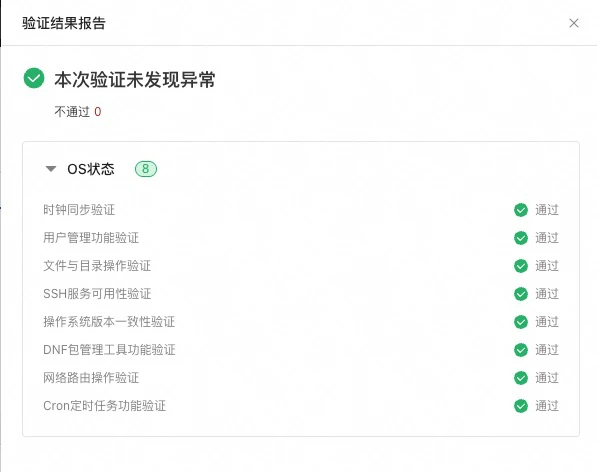 验证结果报告
本次验证未发现异常
不通过 0
OS状态 8
时钟同步验证 通过
用户管理功能验证 通过
文件与目录操作验证 通过
SSH服务可用性验证 通过
操作系统版本一致性验证 通过
DNF包管理工具功能验证 通过
网络路由操作验证 通过
Cron定时任务功能验证 通过